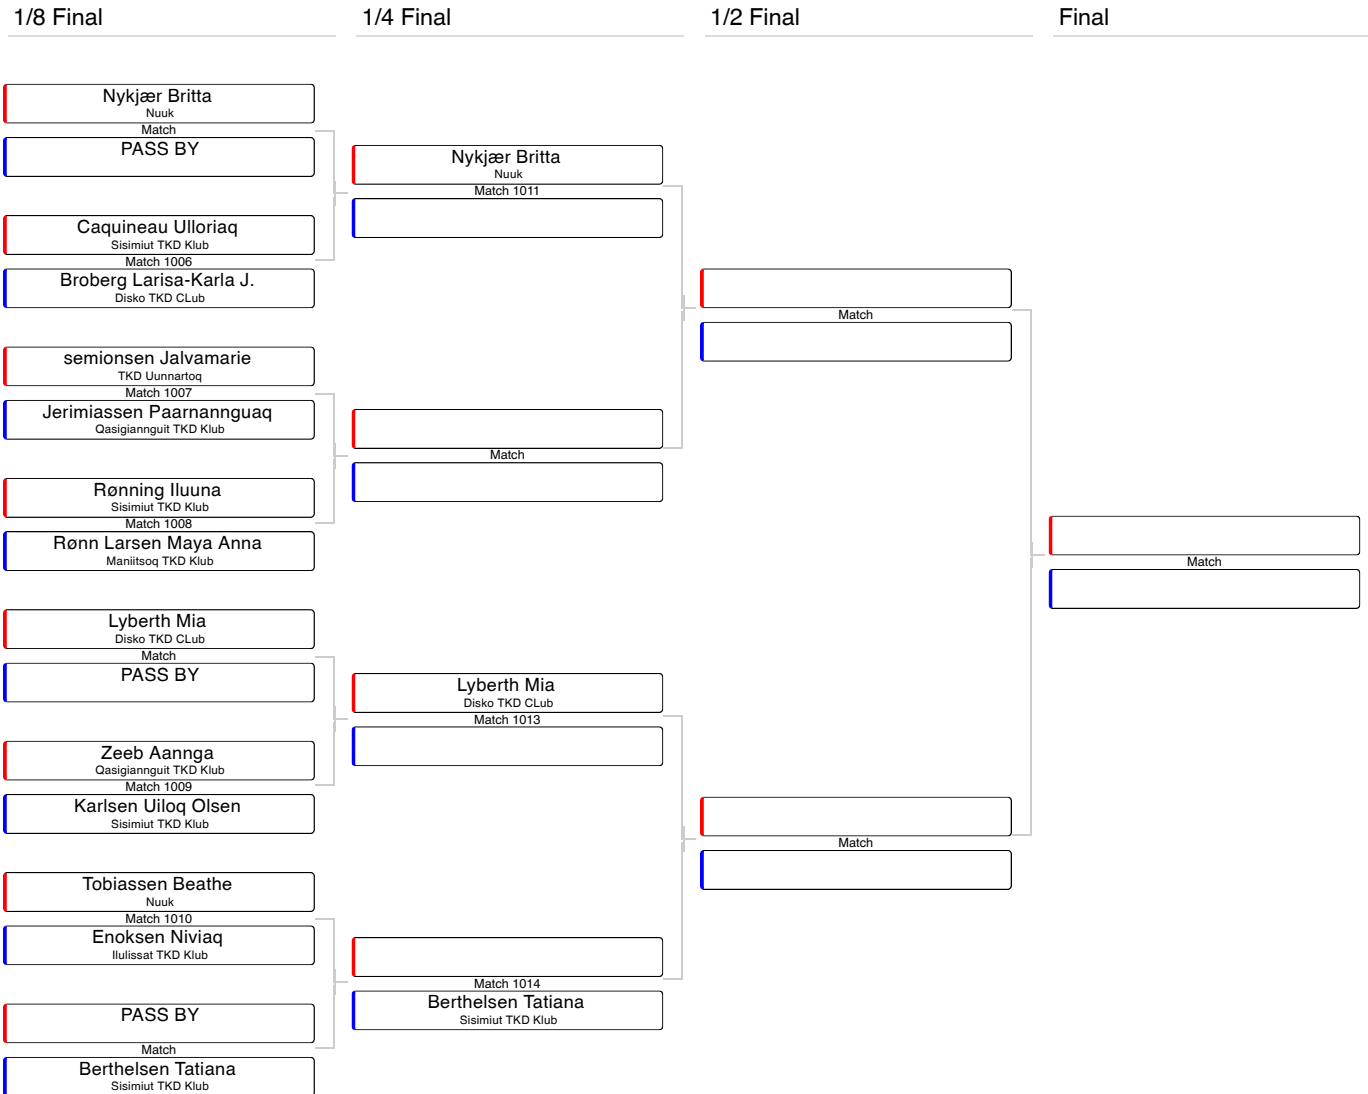 1/8 Final
1/4 Final
1/2 Final
Final
Nykjær Britta
Nuuk
Match
PASS BY
Caquineau Ulloriaq
Sisimiut TKD Klub
Match 1006
Broberg Larisa-Karla J.
Disko TKD CLub
semionsen Jalvamarie
TKD Uunnartoq
Match 1007
Jerimiassen Paarnannguaq
Qasigiannguit TKD Klub
Rønning Iluuna
Sisimiut TKD Klub
Match 1008
Rønn Larsen Maya Anna
Maniitsoq TKD Klub
Lyberth Mia
Disko TKD CLub
Match
PASS BY
Zeeb Aannga
Qasigiannguit TKD Klub
Match 1009
Karlsen Uiloq Olsen
Sisimiut TKD Klub
Tobiassen Beathe
Nuuk
Match 1010
Enoksen Niviaq
Ilulissat TKD Klub
PASS BY
Match
Berthelsen Tatiana
Sisimiut TKD Klub
Nykjær Britta
Nuuk
Match 1011
Match
Lyberth Mia
Disko TKD CLub
Match 1013
Match 1014
Berthelsen Tatiana
Sisimiut TKD Klub
Match
Match
Match